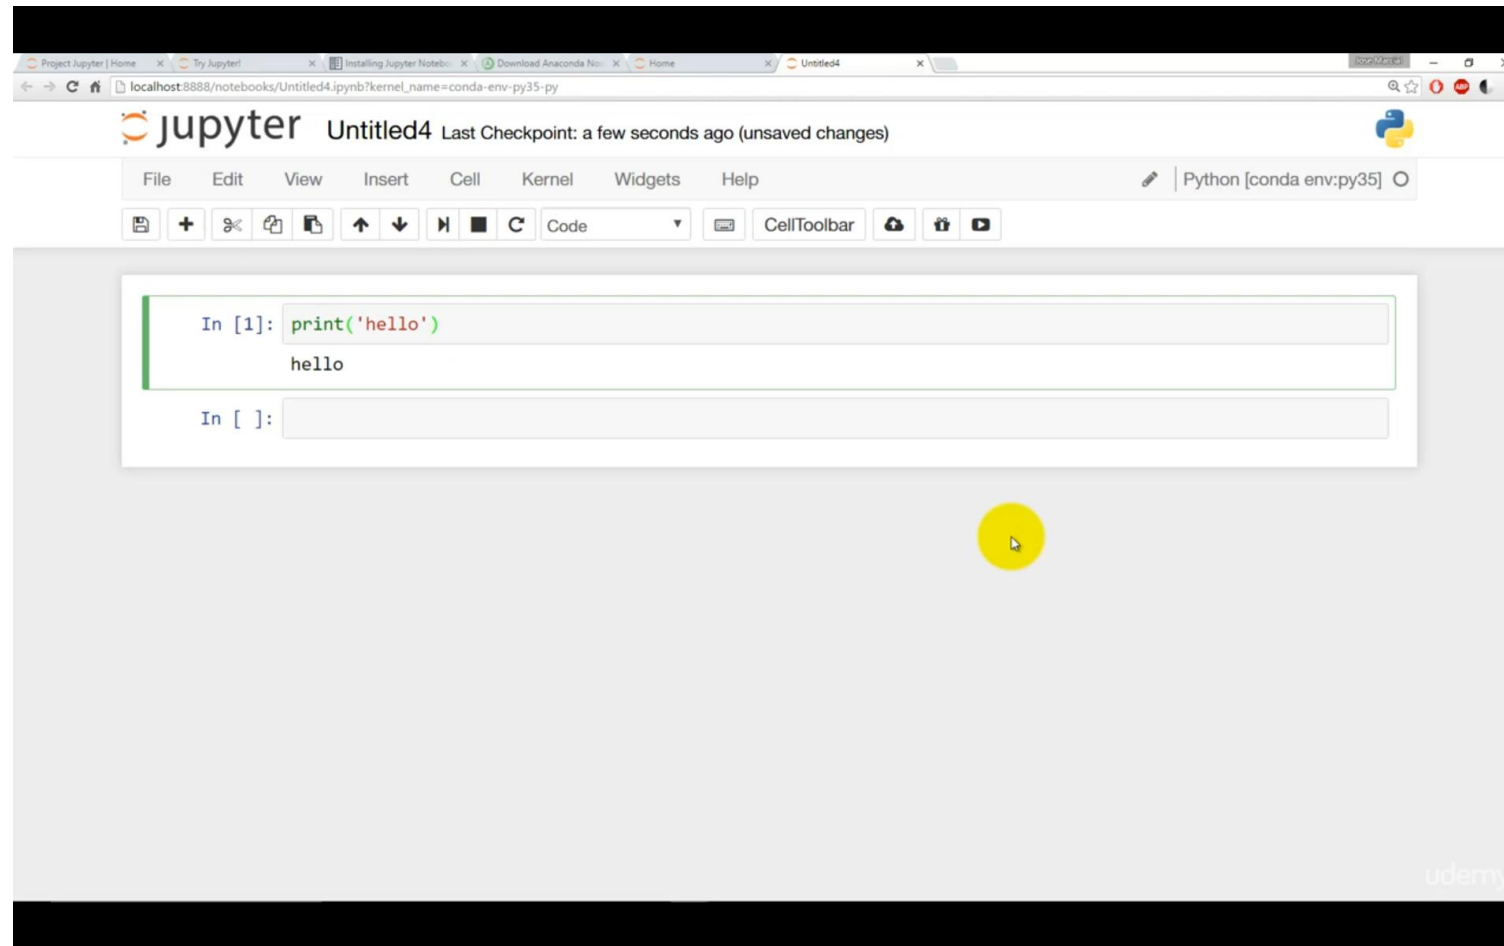 Project Jupyter | Home Try Jupyter! Installing Jupyter Notebo Download Anaconda No Home Untitled4
localhost:8888/notebooks/Untitled4.ipynb?kernel_name=conda-env-py35-py ABP
jupyter Untitled4 Last Checkpoint: a few seconds ago (unsaved changes)
File Edit View Insert Cell Kernel Widgets Help Python [conda env:py35]
Code CellToolbar
In [1]: print('hello')
hello
In [ ]:
udemy